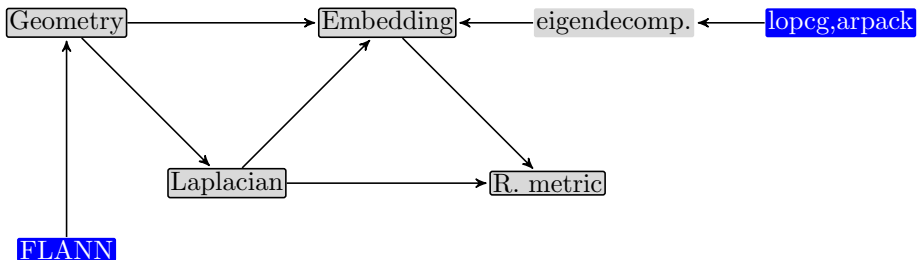 Geometry
Embedding
eigendecomp.
lopcg,arpack
Laplacian
R. metric
FLANN